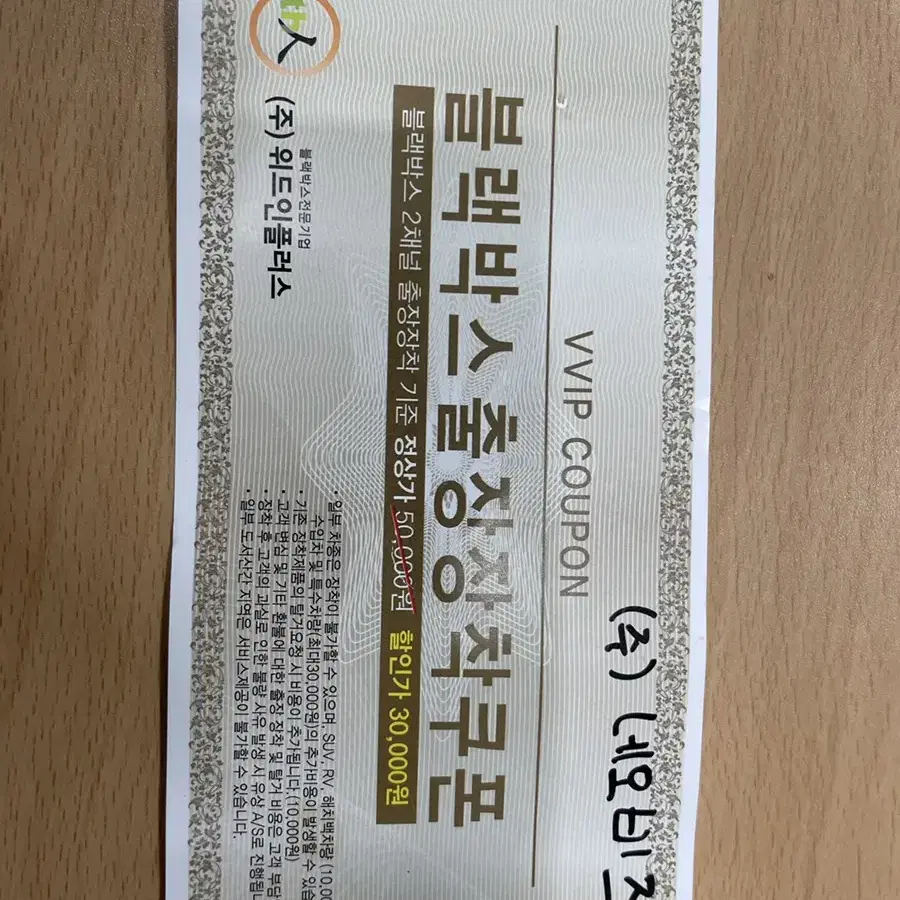 (주) 네오비전
VVIP COUPON
블랙박스출장장착쿠폰
블랙박스 2채널 출장장착 기준 정상가 50,000원 할인가 30,000원
· 일부 차종은 장착이 불가할 수 있으며, SUV, RV, 해치백차량 (10,00
수입차 및 특수차량(최대30,000원)의 추가비용이 발생할 수 있습
· 기존 장착제품의 탈거요청 시 비용이 추가됩니다.(10,000원)
· 고객 변심 및 기타 환불에 대한 출장 장착 및 탈거 비용은 고객 부담
· 장착 후 고객의 과실로 인한 불량 사유 발생 시 유상 A/S로 진행됩니
· 일부 도서산간 지역은 서비스제공이 불가할 수 있습니다.
블랙박스전문기업
(주) 위드인플러스